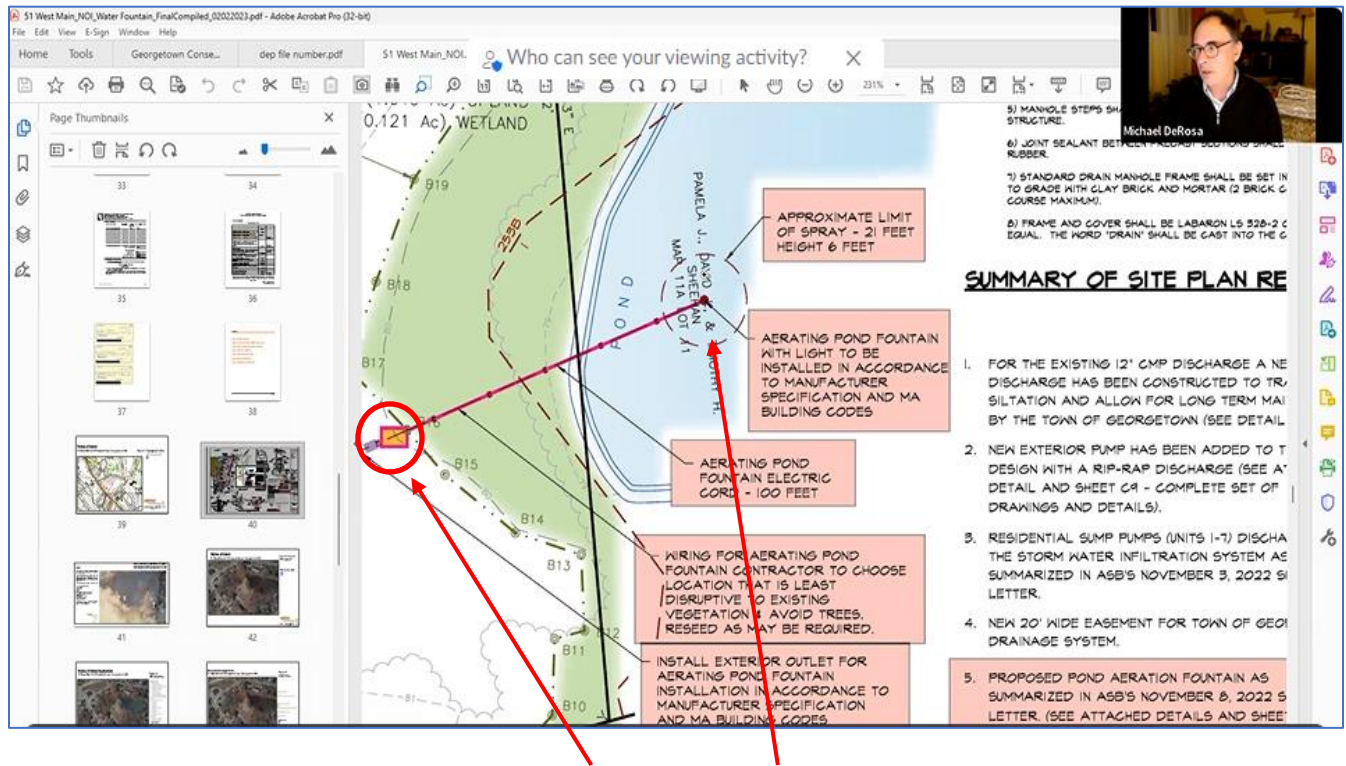 51 West Main_NOI_Water Fountain_FinalCompiled_02022023.pdf - Adobe Acrobat Pro (32-bit)
File Edit View E-Sign Window Help
Home Tools Georgetown Conse... dep file number.pdf 51 West Main_NOI.
Who can see your viewing activity?
231%
Page Thumbnails
33 34
35 36
37 38
39 40
41 42
Michael DeRosa
UPLAND
0.121 Ac), WETLAND
3" E
2'
B19
253B
B18
B17
B15
B14
B13
B12
B11
B10
81
POND
PAMELA J., DAVID & TIMOTHY H.
SHEEHAN
MAP 11A LOT
APPROXIMATE LIMIT
OF SPRAY - 21 FEET
HEIGHT 6 FEET
AERATING POND FOUNTAIN
WITH LIGHT TO BE
INSTALLED IN ACCORDANCE
TO MANUFACTURER
SPECIFICATION AND MA
BUILDING CODES
AERATING POND
FOUNTAIN ELECTRIC
CORD - 100 FEET
WIRING FOR AERATING POND
FOUNTAIN CONTRACTOR TO CHOOSE
LOCATION THAT IS LEAST
DISRUPTIVE TO EXISTING
VEGETATION & AVOID TREES.
RESEED AS MAY BE REQUIRED.
INSTALL EXTERIOR OUTLET FOR
AERATING POND FOUNTAIN
INSTALLATION IN ACCORDANCE TO
MANUFACTURER SPECIFICATION
AND MA BUILDING CODES
5) MANHOLE STEPS SHA
STRUCTURE.
6) JOINT SEALANT BETWEEN PRECAST SECTIONS SHALL
RUBBER.
7) STANDARD DRAIN MANHOLE FRAME SHALL BE SET IN
TO GRADE WITH CLAY BRICK AND MORTAR (2 BRICK C
COURSE MAXIMUM).
8) FRAME AND COVER SHALL BE LABARON LS 328-2 O
EQUAL. THE WORD "DRAIN" SHALL BE CAST INTO THE C
SUMMARY OF SITE PLAN RE
1. FOR THE EXISTING 12" CMP DISCHARGE A NE
DISCHARGE HAS BEEN CONSTRUCTED TO TRA
SILTATION AND ALLOW FOR LONG TERM MAI
BY THE TOWN OF GEORGETOWN (SEE DETAIL
2. NEW EXTERIOR PUMP HAS BEEN ADDED TO T
DESIGN WITH A RIP-RAP DISCHARGE (SEE AT
DETAIL AND SHEET C9 - COMPLETE SET OF
DRAWINGS AND DETAILS).
3. RESIDENTIAL SUMP PUMPS (UNITS 1-7) DISCHA
THE STORM WATER INFILTRATION SYSTEM AS
SUMMARIZED IN ASB'S NOVEMBER 3, 2022 SI
LETTER.
4. NEW 20' WIDE EASEMENT FOR TOWN OF GEOR
DRAINAGE SYSTEM.
5. PROPOSED POND AERATION FOUNTAIN AS
SUMMARIZED IN ASB'S NOVEMBER 8, 2022 S
LETTER. (SEE ATTACHED DETAILS AND SHEE